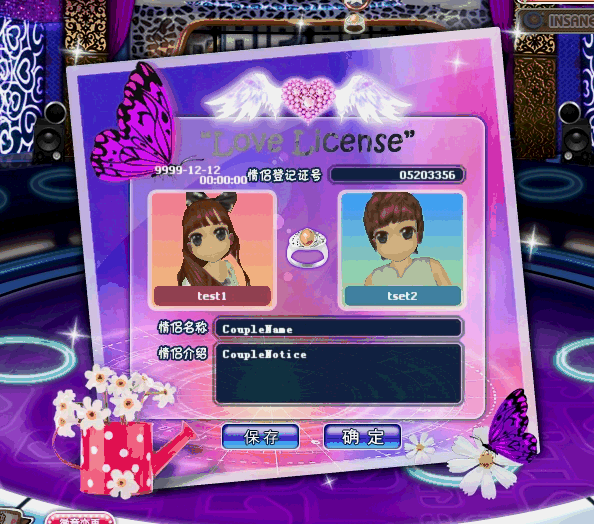 INSANE
"Love License"
9999-12-12
00:00:00
情侣登记证号 05203356
test1 tset2
情侣名称 CoupleName
情侣介绍 CoupleNotice
保存 确定